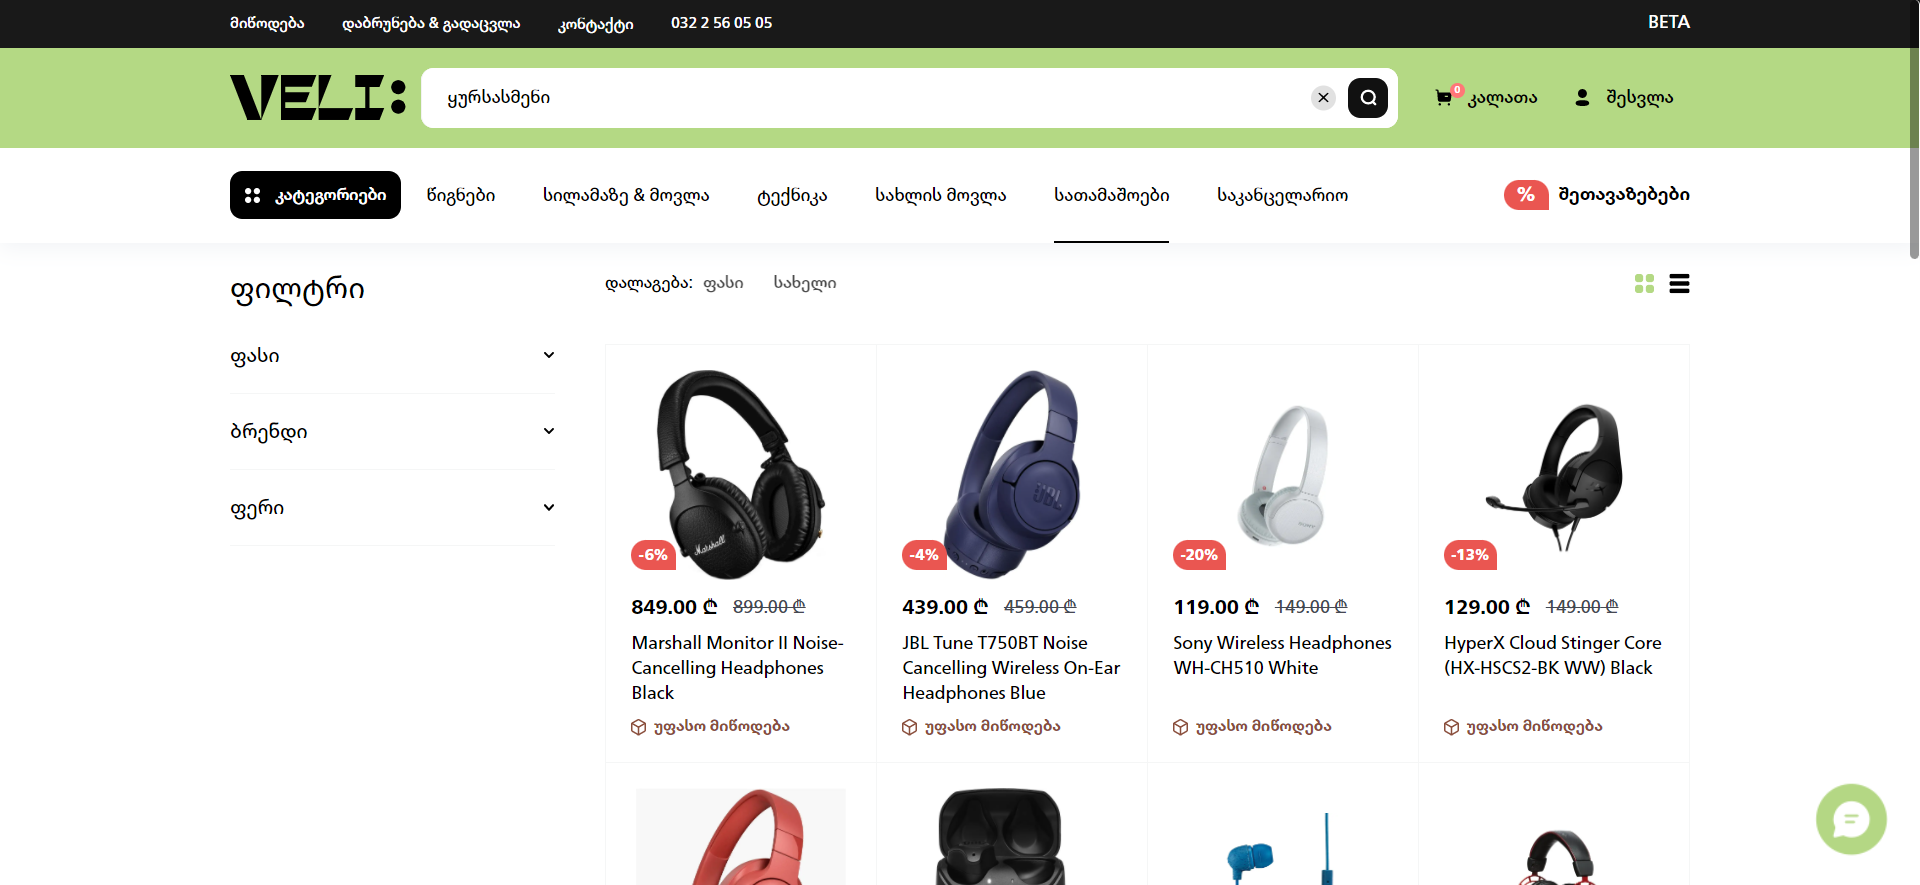 მიწოდება დაბრუნება & გადაცვლა კონტაქტი 032 2 56 05 05 BETA
VELI:
ყურსასმენი
0 კალათა შესვლა
კატეგორიები წიგნები სილამაზე & მოვლა ტექნიკა სახლის მოვლა სათამაშოები საკანცელარიო % შეთავაზებები
ფილტრი
ფასი
ბრენდი
ფერი
დალაგება: ფასი სახელი
Marshall
-6%
849.00 ₾ 899.00 ₾
Marshall Monitor II Noise-
Cancelling Headphones
Black
უფასო მიწოდება
JBL
-4%
439.00 ₾ 459.00 ₾
JBL Tune T750BT Noise
Cancelling Wireless On-Ear
Headphones Blue
უფასო მიწოდება
SONY
-20%
119.00 ₾ 149.00 ₾
Sony Wireless Headphones
WH-CH510 White
უფასო მიწოდება
-13%
129.00 ₾ 149.00 ₾
HyperX Cloud Stinger Core
(HX-HSCS2-BK WW) Black
უფასო მიწოდება